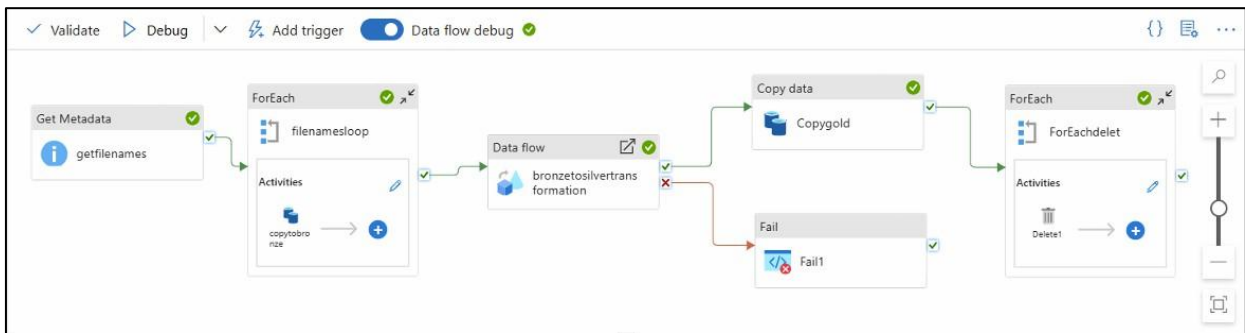 Validate
Debug
Add trigger
Data flow debug
{}
Get Metadata
getfilenames
ForEach
filenamesloop
Activities
copytobro
nze
Data flow
bronzetosilvertrans
formation
Copy data
Copygold
Fail
Fail1
ForEach
ForEachdelet
Activities
Delete1